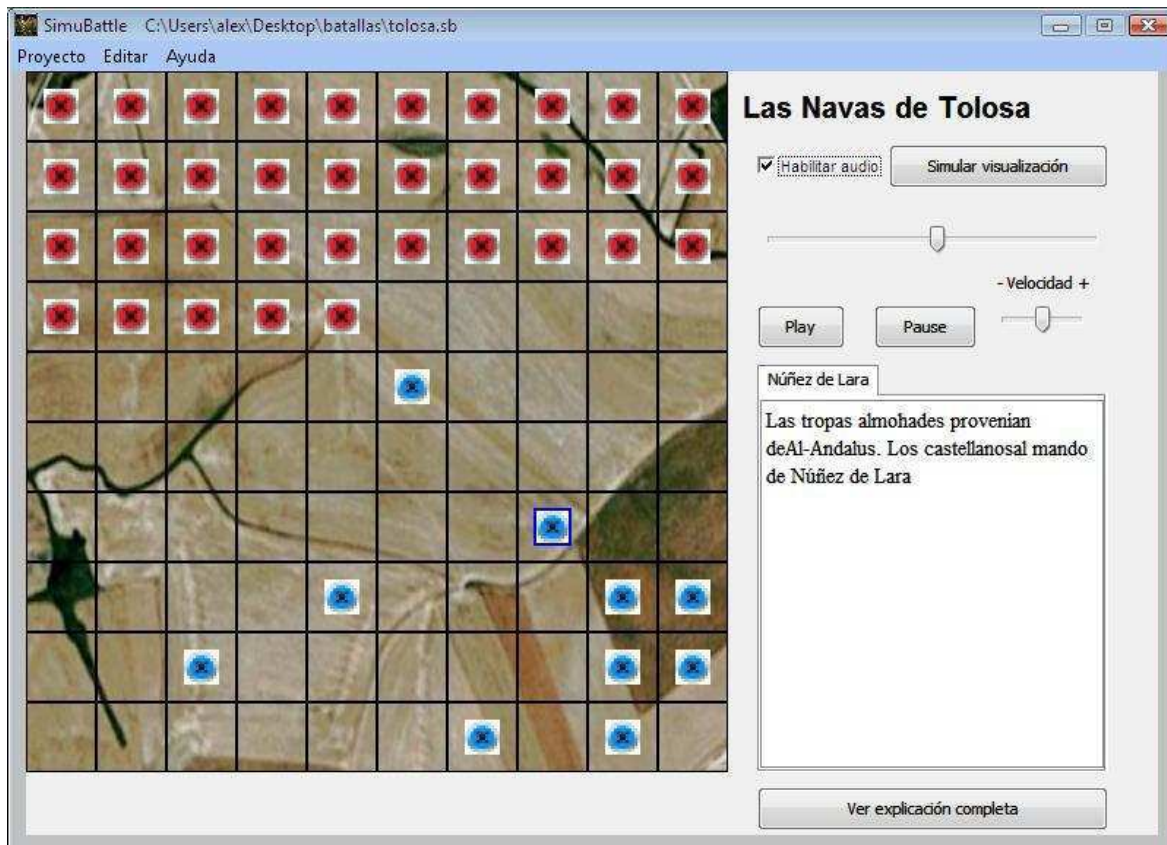 SimuBattle C:\Users\alex\Desktop\batallas\tolosa.sb
Proyecto Editar Ayuda
Las Navas de Tolosa
Habilitar audio Simular visualización
- Velocidad +
Play Pause
Núñez de Lara
Las tropas almohades provenian
deAl-Andalus. Los castellanosal mando
de Núñez de Lara
Ver explicación completa